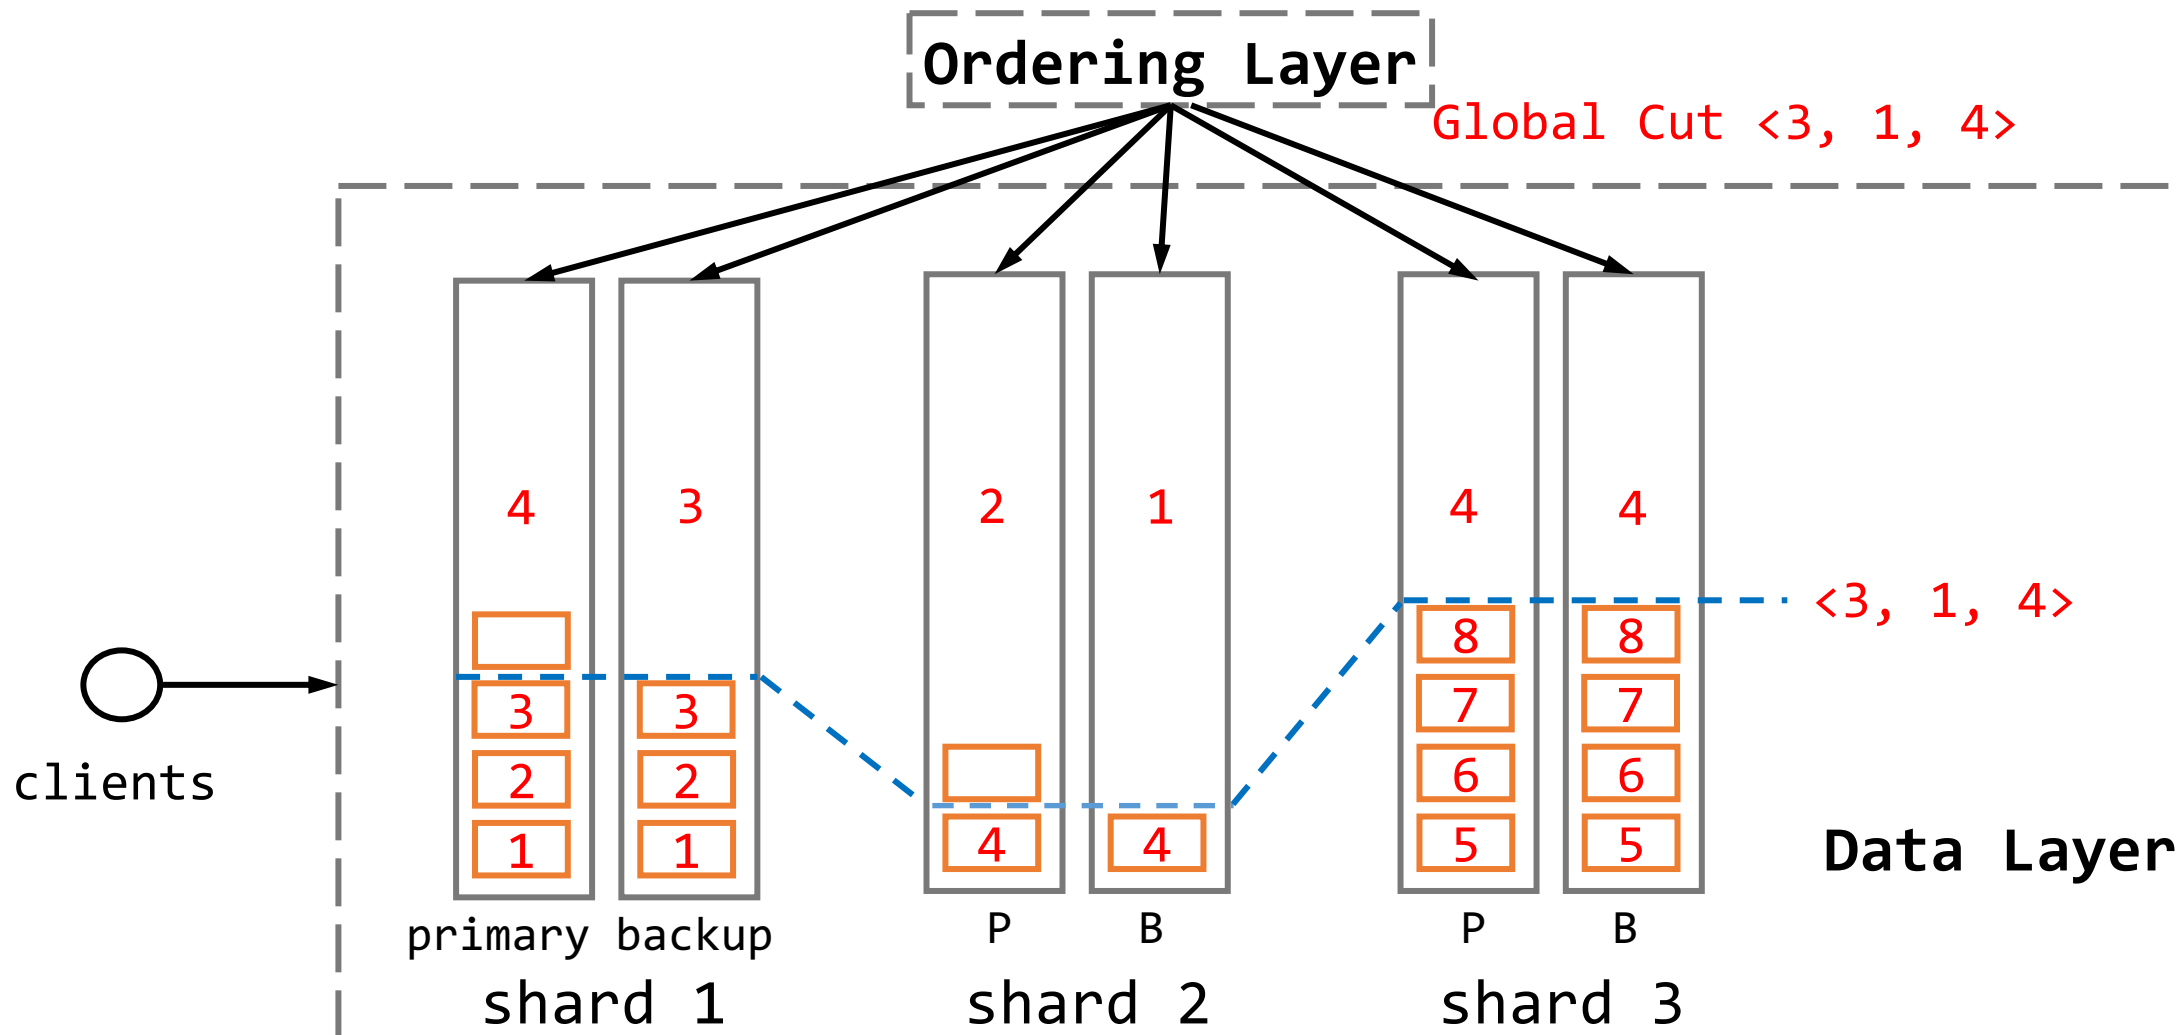 Ordering Layer
Global Cut <3, 1, 4>
4 3 2 1 4 4
<3, 1, 4>
8 8
3 3 7 7
2 2 6 6
1 1 4 4 5 5
clients
Data Layer
primary backup P B P B
shard 1 shard 2 shard 3